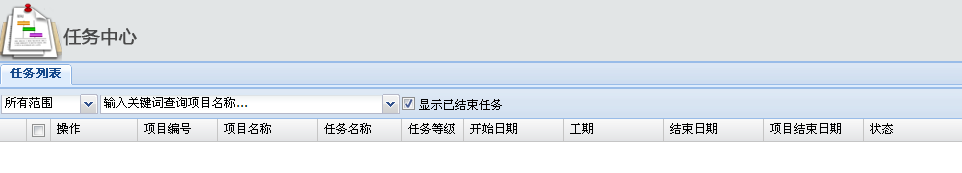 任务中心
任务列表
所有范围 输入关键词查询项目名称... 显示已结束任务
操作 项目编号 项目名称 任务名称 任务等级 开始日期 工期 结束日期 项目结束日期 状态